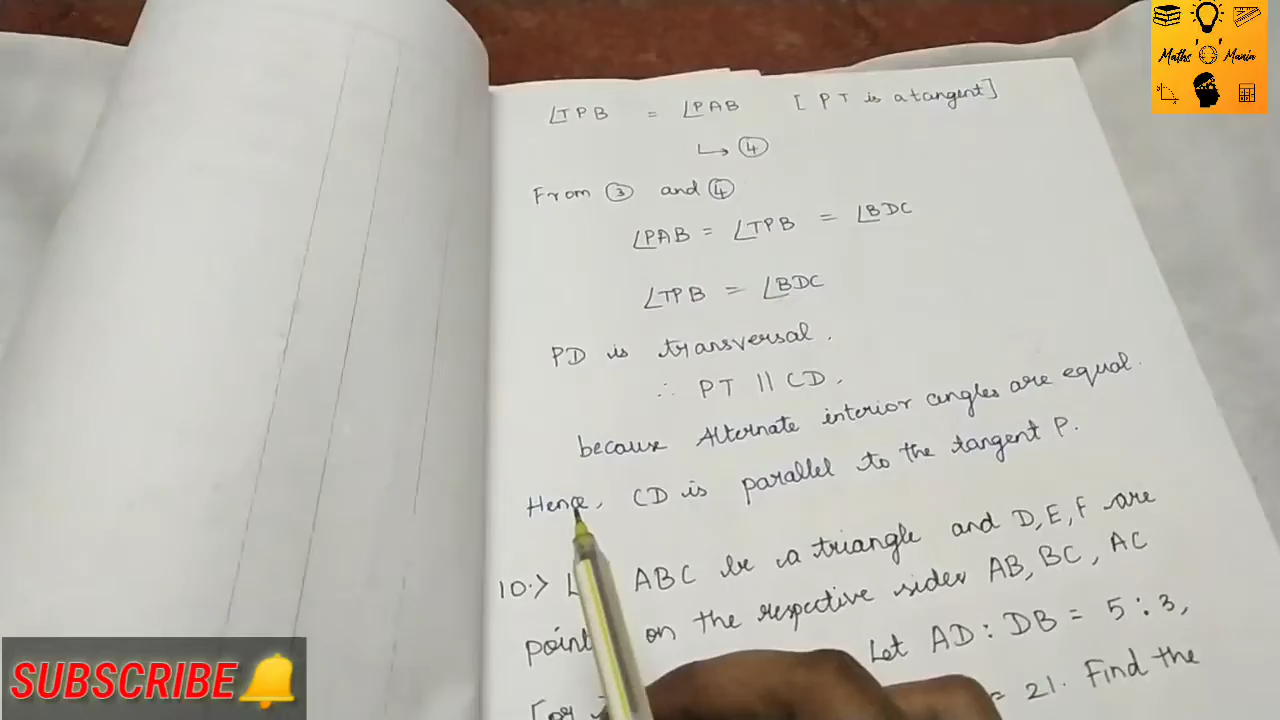 ∠TPB = ∠PAB [PT is a tangent]
↳ ④
From ③ and ④
∠PAB = ∠TPB = ∠BDC
∠TPB = ∠BDC
PD is transversal.
∴ PT || CD.
because Alternate interior angles are equal.
Hence, CD is parallel to the tangent P.
10.> ABC be a triangle and D, E, F are
on the respective sides AB, BC, AC
Let AD : DB = 5 : 3,
= 21. Find the
Maths Mania
SUBSCRIBE